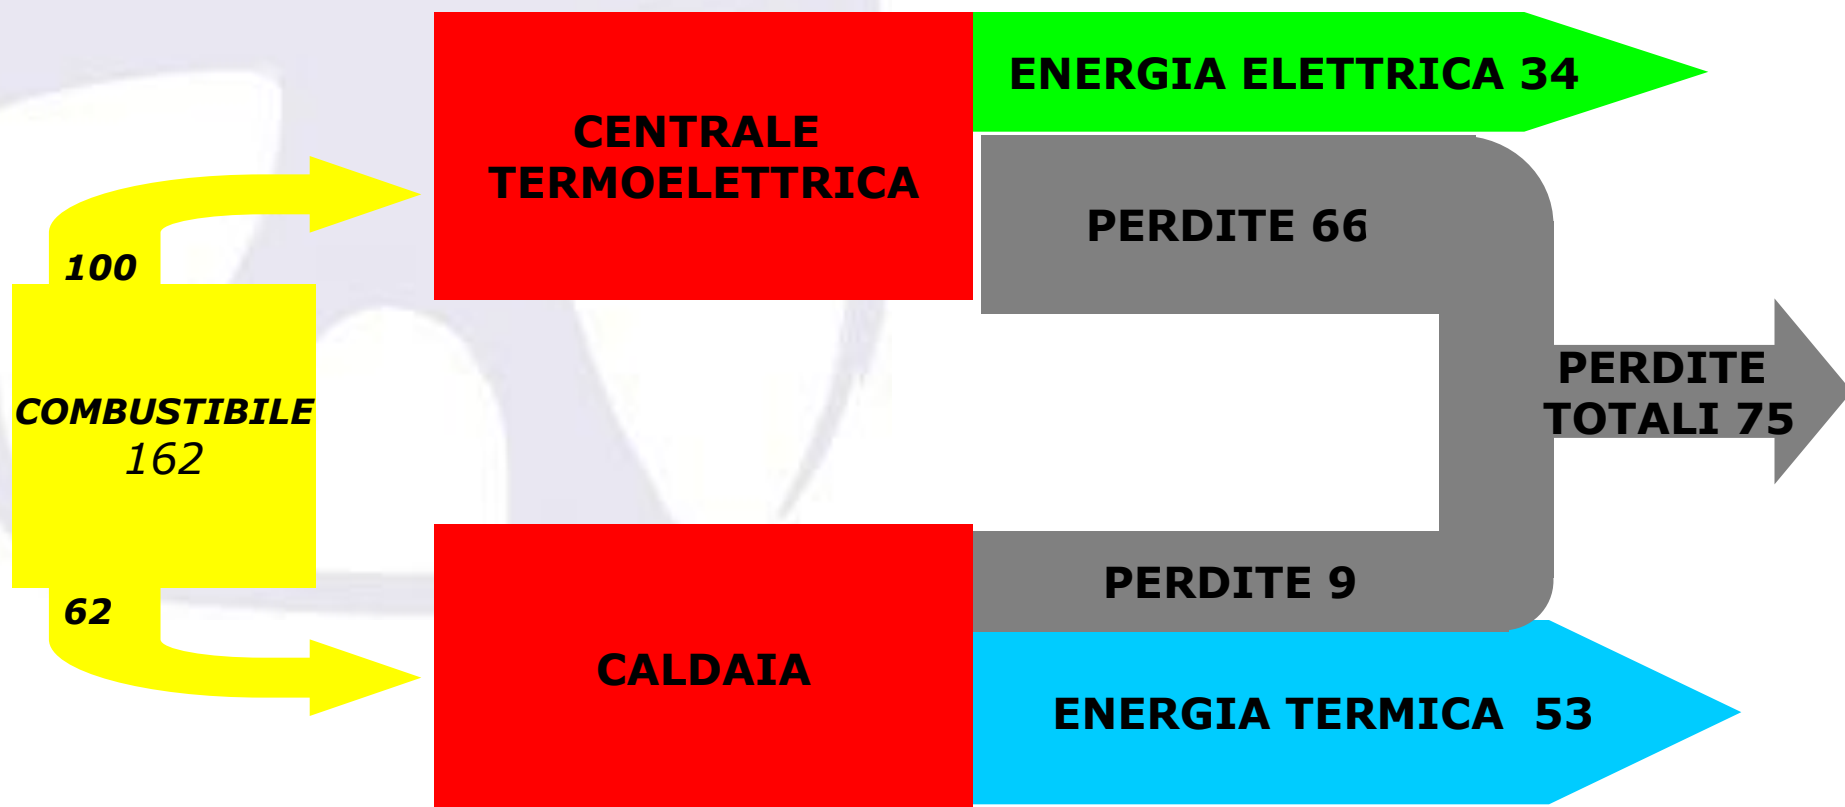 ENERGIA ELETTRICA 34
CENTRALE
TERMOELETTRICA
PERDITE 66
100
PERDITE
TOTALI 75
COMBUSTIBILE
162
PERDITE 9
62
CALDAIA
ENERGIA TERMICA  53